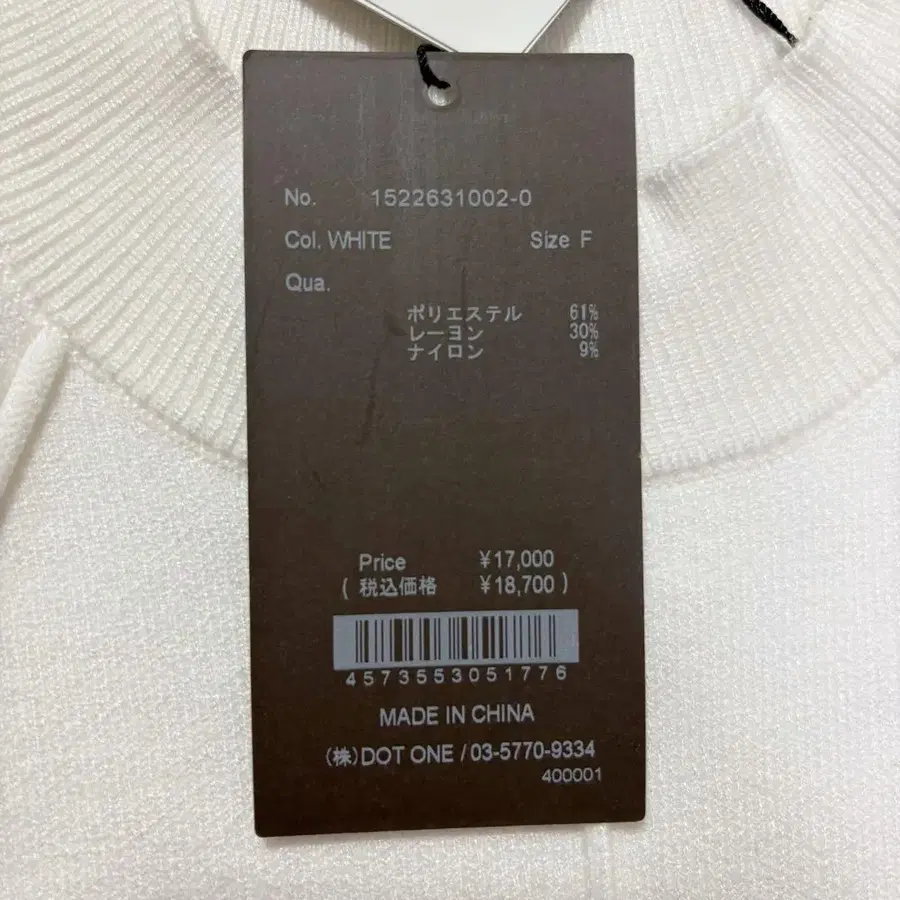 No. 1522631002-0
Col. WHITE Size F
Qua.
ポリエステル 61%
レーヨン 30%
ナイロン 9%
Price ¥17,000
( 税込価格 ¥18,700 )
4573553051776
MADE IN CHINA
(株)DOT ONE / 03-5770-9334
400001